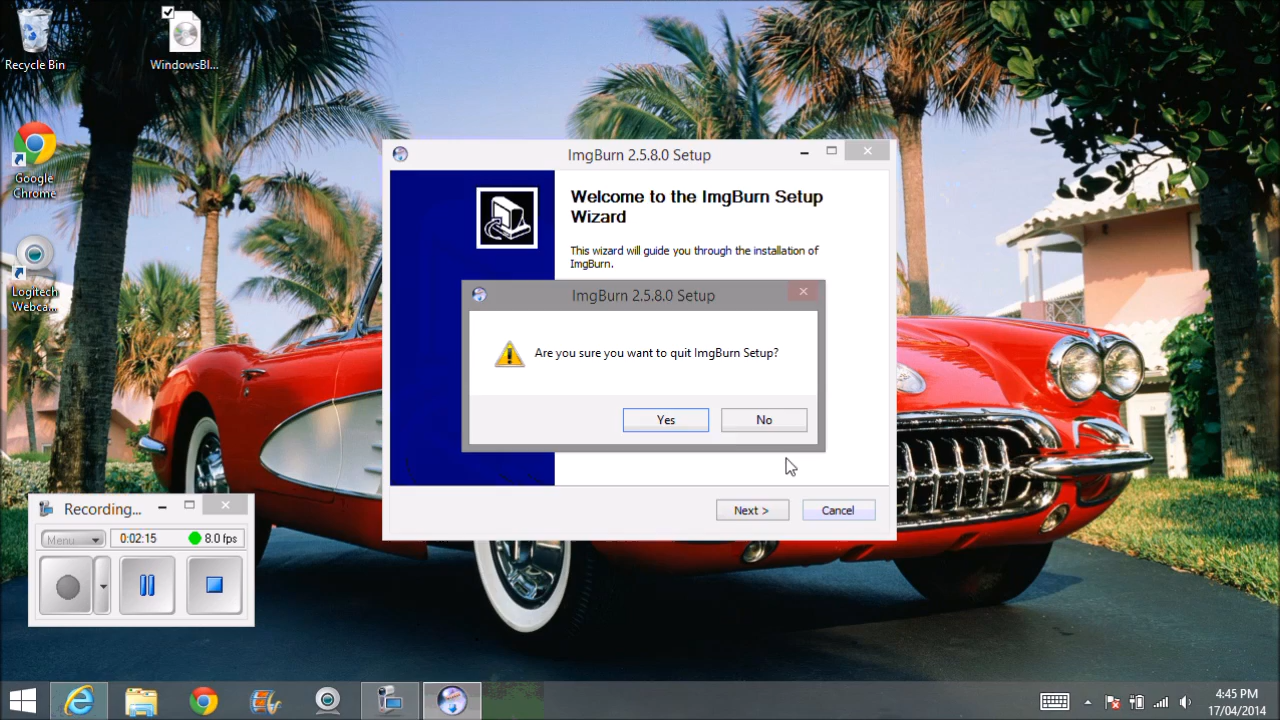 Recycle Bin
WindowsBl...
Google
Chrome
Logitech
Webca...
ImgBurn 2.5.8.0 Setup
Welcome to the ImgBurn Setup
Wizard
This wizard will guide you through the installation of
ImgBurn.
ImgBurn 2.5.8.0 Setup
Are you sure you want to quit ImgBurn Setup?
Yes
No
Next >
Cancel
Recording...
Menu
0:02:15
8.0 fps
4:45 PM
17/04/2014